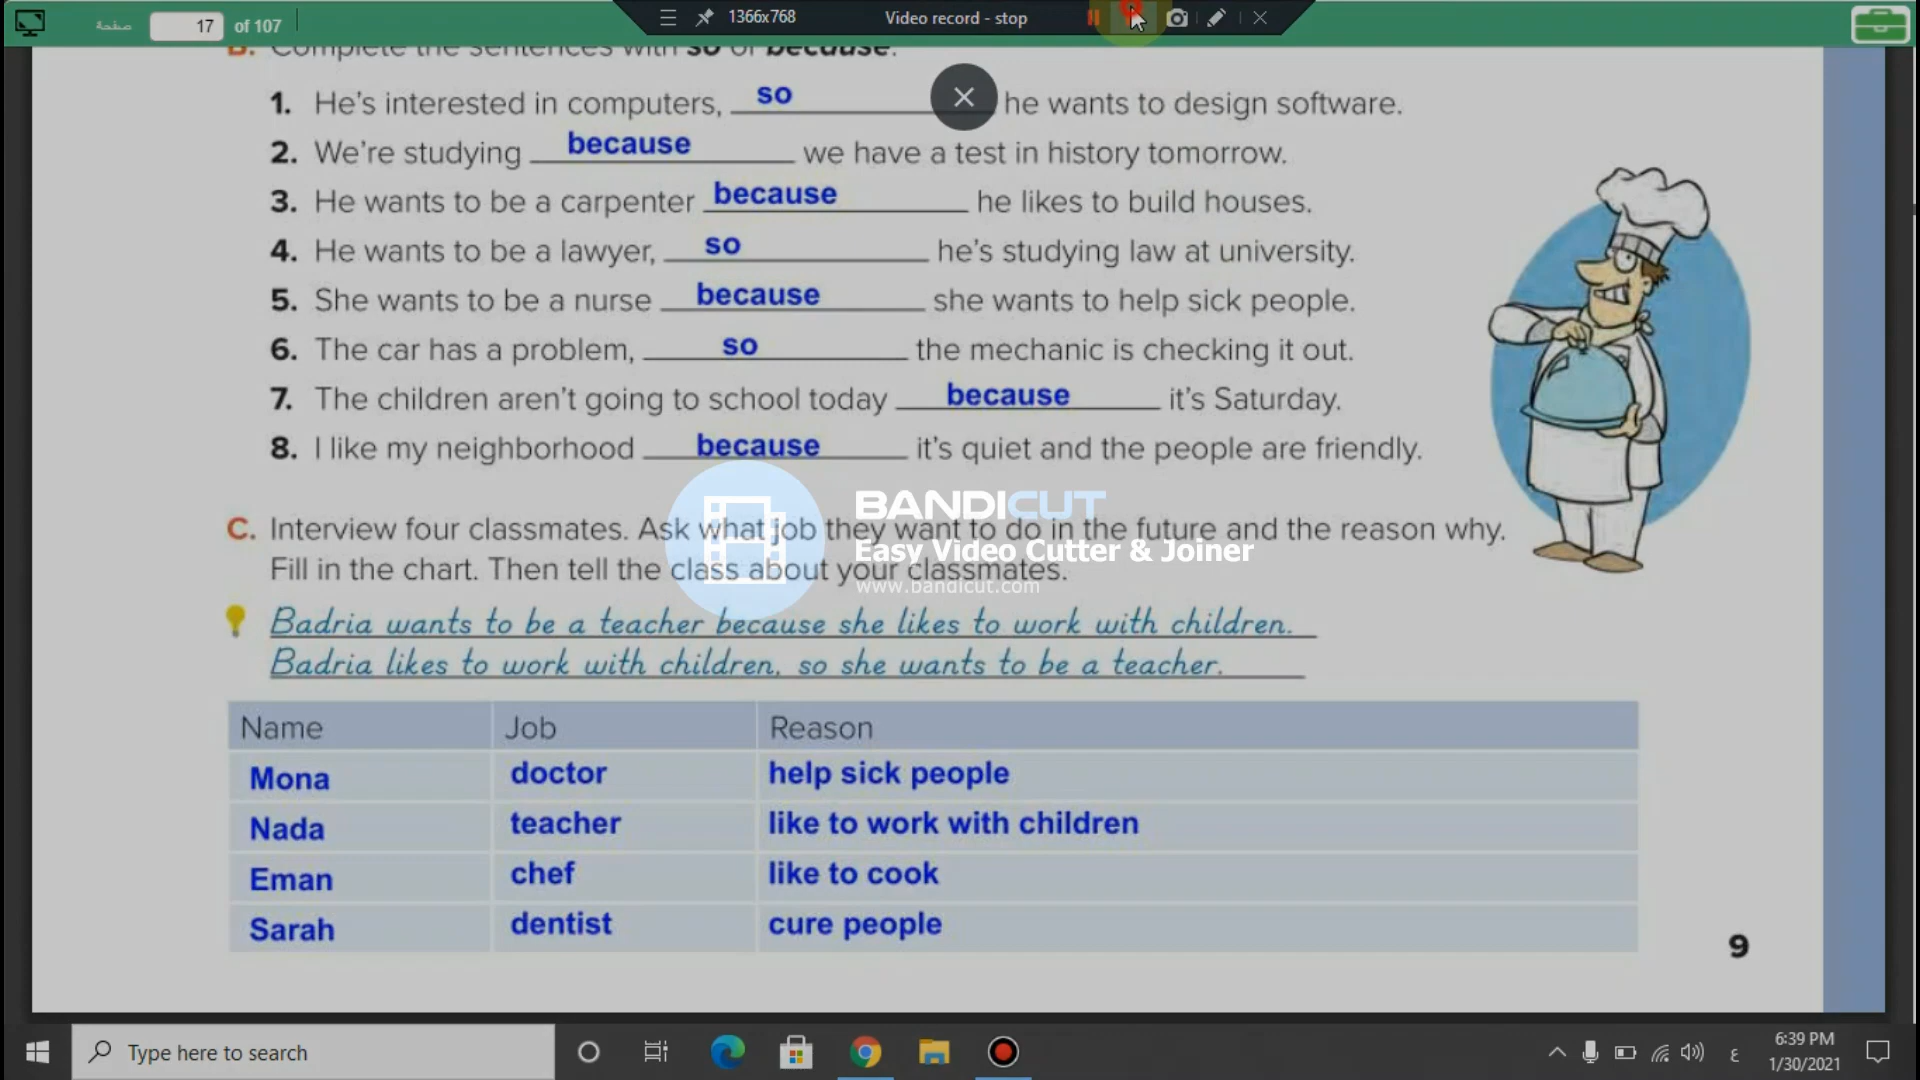 صفحة 17 of 107
1366x768 Video record - stop
B. Complete the sentences with so or because.
1. He's interested in computers, so he wants to design software.
2. We're studying because we have a test in history tomorrow.
3. He wants to be a carpenter because he likes to build houses.
4. He wants to be a lawyer, so he's studying law at university.
5. She wants to be a nurse because she wants to help sick people.
6. The car has a problem, so the mechanic is checking it out.
7. The children aren't going to school today because it's Saturday.
8. I like my neighborhood because it's quiet and the people are friendly.
BANDICUT
C. Interview four classmates. Ask what job they want to do in the future and the reason why.
Easy Video Cutter & Joiner
Fill in the chart. Then tell the class about your classmates.
www.bandicut.com
Badria wants to be a teacher because she likes to work with children.
Badria likes to work with children, so she wants to be a teacher.
Name Job Reason
Mona doctor help sick people
Nada teacher like to work with children
Eman chef like to cook
Sarah dentist cure people
9
Type here to search
ع
6:39 PM
1/30/2021